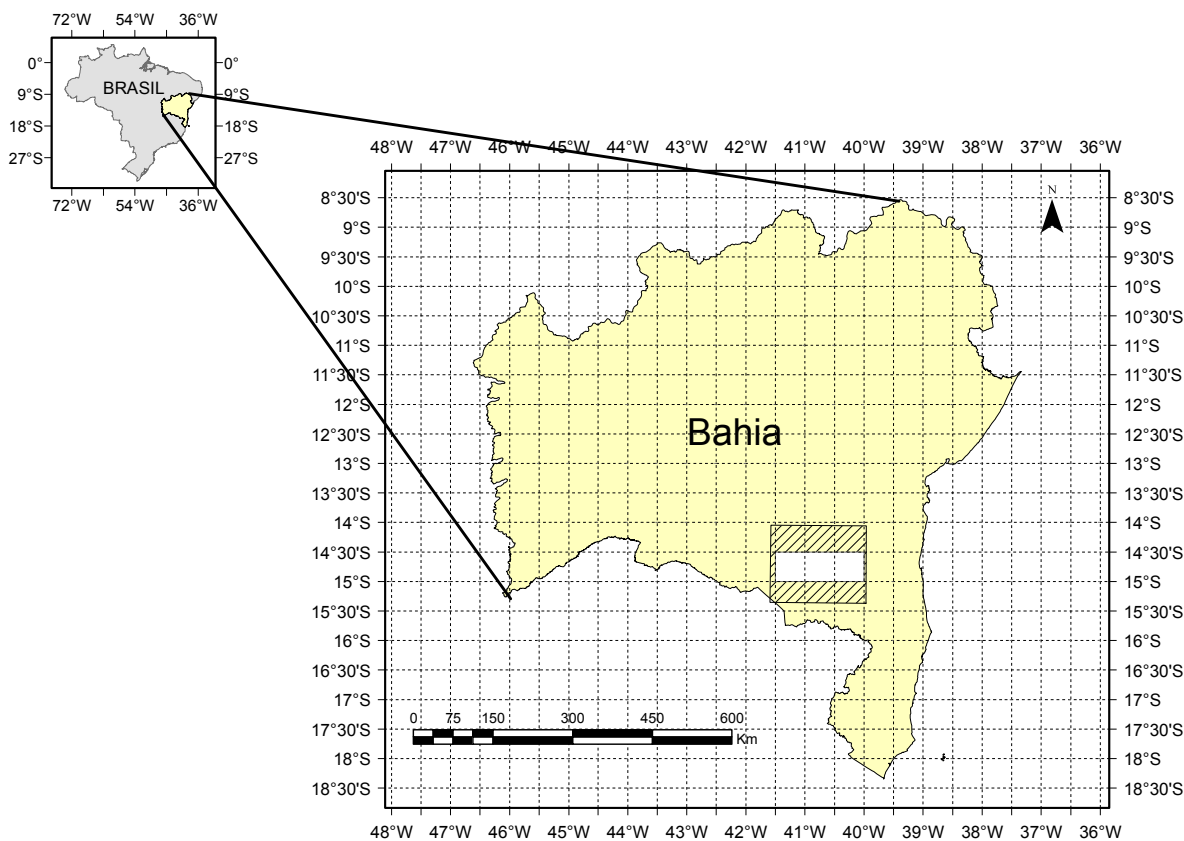 72°W 54°W 36°W
0° 0°
BRASIL
9°S 9°S
18°S 18°S
27°S 27°S
72°W 54°W 36°W
48°W 47°W 46°W 45°W 44°W 43°W 42°W 41°W 40°W 39°W 38°W 37°W 36°W
N
8°30'S 8°30'S
9°S 9°S
9°30'S 9°30'S
10°S 10°S
10°30'S 10°30'S
11°S 11°S
11°30'S 11°30'S
12°S 12°S
Bahia
12°30'S 12°30'S
13°S 13°S
13°30'S 13°30'S
14°S 14°S
14°30'S 14°30'S
15°S 15°S
15°30'S 15°30'S
16°S 16°S
16°30'S 16°30'S
17°S 17°S
0 75 150 300 450 600
Km
17°30'S 17°30'S
18°S 18°S
18°30'S 18°30'S
48°W 47°W 46°W 45°W 44°W 43°W 42°W 41°W 40°W 39°W 38°W 37°W 36°W